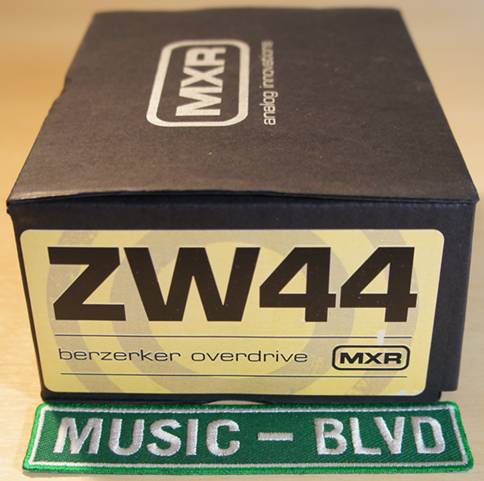 MXR
analog innovations
ZW44
berzerker overdrive MXR
MUSIC - BLVD